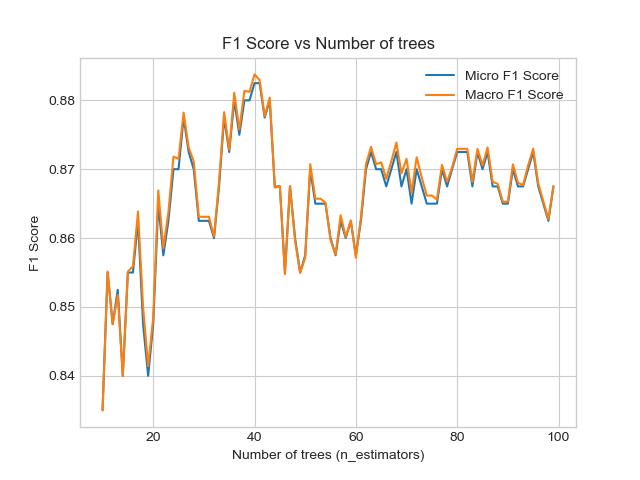 F1 Score vs Number of trees
Micro F1 Score
Macro F1 Score
F1 Score
0.88
0.87
0.86
0.85
0.84
20 40 60 80 100
Number of trees (n_estimators)